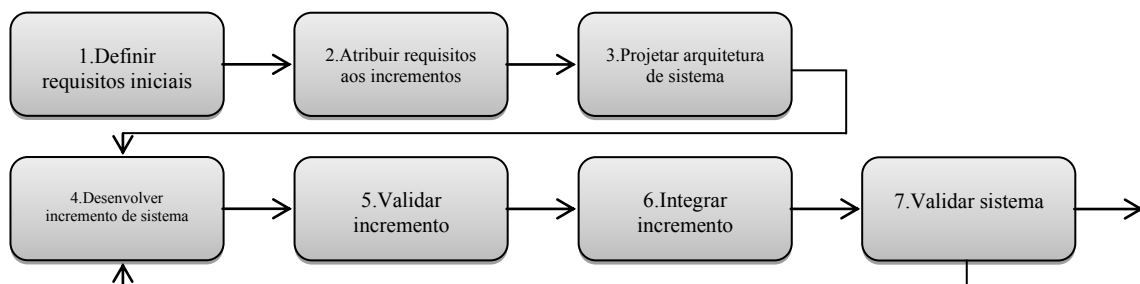 1.Definir
requisitos iniciais
2.Atribuir requisitos
aos incrementos
3.Projetar arquitetura
de sistema
4.Desenvolver
incremento de sistema
5.Validar
incremento
6.Integrar
incremento
7.Validar sistema